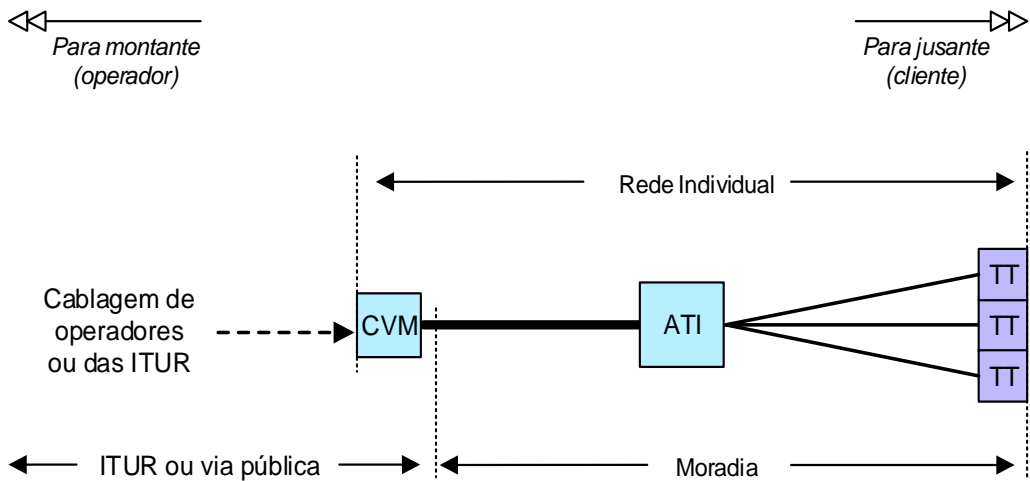 Para montante
(operador)
Para jusante
(cliente)
Rede Individual
Cablagem de
operadores
ou das ITUR
CVM
ATI
TT
TT
TT
ITUR ou via pública
Moradia